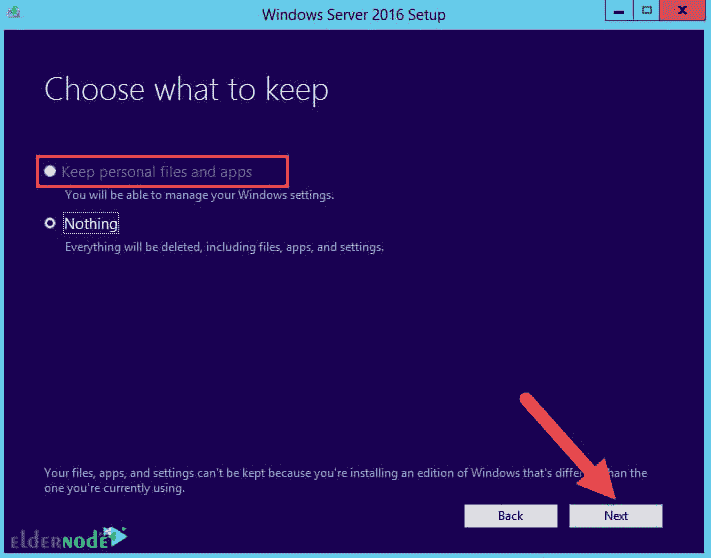 Windows Server 2016 Setup
Choose what to keep
Keep personal files and apps
You will be able to manage your Windows settings.
Nothing
Everything will be deleted, including files, apps, and settings.
Your files, apps, and settings can't be kept because you're installing an edition of Windows that's than the
one you're currently using.
Back
Next
elderNode